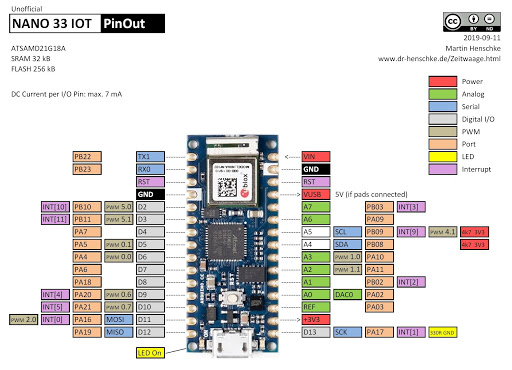 Unofficial
NANO 33 IOT PinOut
ATSAMD21G18A
SRAM 32 kB
FLASH 256 kB
DC Current per I/O Pin: max. 7 mA
CC BY ND
2019-09-11
Martin Henschke
www.dr-henschke.de/Zeitwaage.html
Power
Analog
Serial
Digital I/O
PWM
Port
LED
Interrupt
PB22 TX1 VIN
PB23 RX0 GND
RST RST
GND VUSB 5V (if pads connected)
INT[10] PB10 PWM 5.0 D2 A7 PB03 INT[3]
INT[11] PB11 PWM 5.1 D3 A6 PA09
PA7 D4 A5 SCL PB09 INT[9] PWM 4.1 4k7 3V3
PA5 PWM 0.1 D5 A4 SDA PB08 4k7 3V3
PA4 PWM 0.0 D6 A3 PWM 1.0 PA10
PA6 D7 A2 PWM 1.1 PA11
PA18 D8 A1 PB02 INT[2]
INT[4] PA20 PWM 0.6 D9 A0 DAC0 PA02
INT[5] PA21 PWM 0.7 D10 REF PA03
PWM 2.0 INT[0] PA16 MOSI D11 +3V3
PA19 MISO D12 D13 SCK PA17 INT[1] 330R GND
LED On
blox